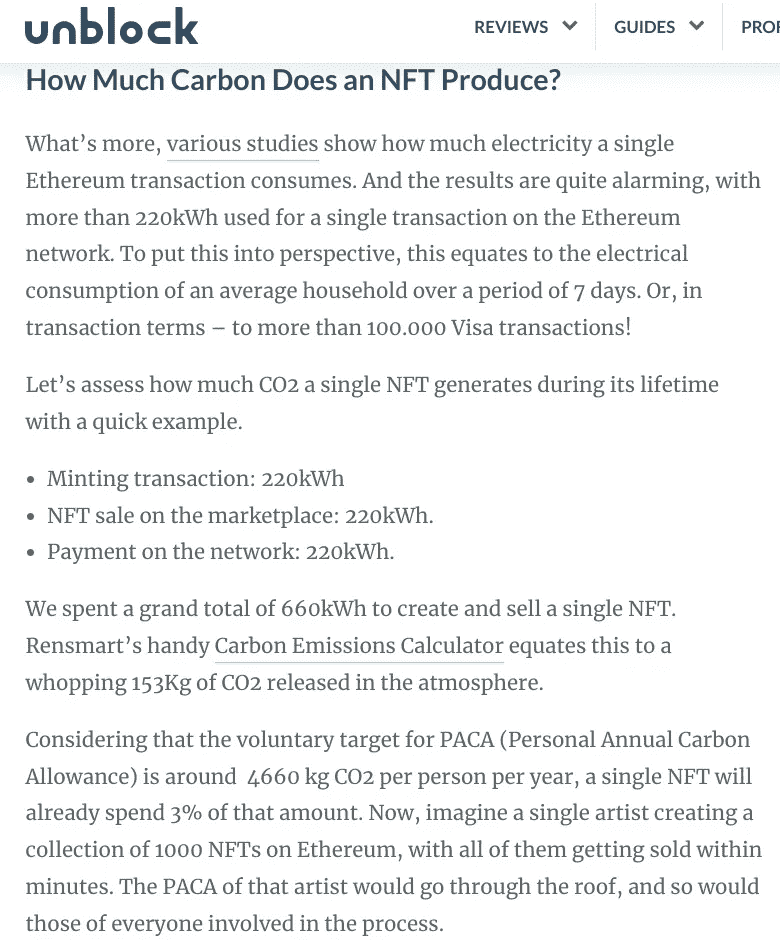 unblock
REVIEWS
GUIDES
How Much Carbon Does an NFT Produce?
What’s more, various studies show how much electricity a single
Ethereum transaction consumes. And the results are quite alarming, with
more than 220kWh used for a single transaction on the Ethereum
network. To put this into perspective, this equates to the electrical
consumption of an average household over a period of 7 days. Or, in
transaction terms – to more than 100.000 Visa transactions!
Let’s assess how much CO2 a single NFT generates during its lifetime
with a quick example.
• Minting transaction: 220kWh
• NFT sale on the marketplace: 220kWh.
• Payment on the network: 220kWh.
We spent a grand total of 660kWh to create and sell a single NFT.
Rensmart’s handy Carbon Emissions Calculator equates this to a
whopping 153Kg of CO2 released in the atmosphere.
Considering that the voluntary target for PACA (Personal Annual Carbon
Allowance) is around  4660 kg CO2 per person per year, a single NFT will
already spend 3% of that amount. Now, imagine a single artist creating a
collection of 1000 NFTs on Ethereum, with all of them getting sold within
minutes. The PACA of that artist would go through the roof, and so would
those of everyone involved in the process.